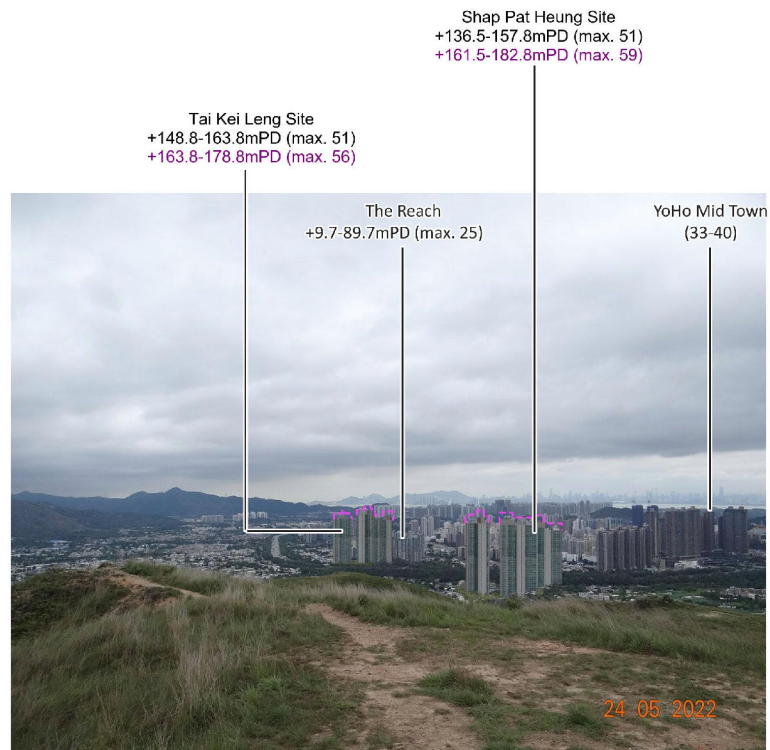 Shap Pat Heung Site
+136.5-157.8mPD (max. 51)
+161.5-182.8mPD (max. 59)
Tai Kei Leng Site
+148.8-163.8mPD (max. 51)
+163.8-178.8mPD (max. 56)
The Reach
+9.7-89.7mPD (max. 25)
YoHo Mid Town
(33-40)
24 05 2022